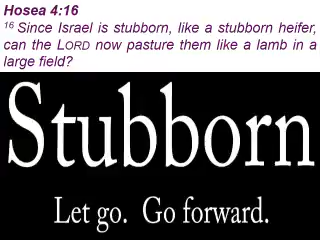 Hosea 4:16
16 Since Israel is stubborn, like a stubborn heifer,
can the LORD now pasture them like a lamb in a
large field?
Stubborn
Let go. Go forward.